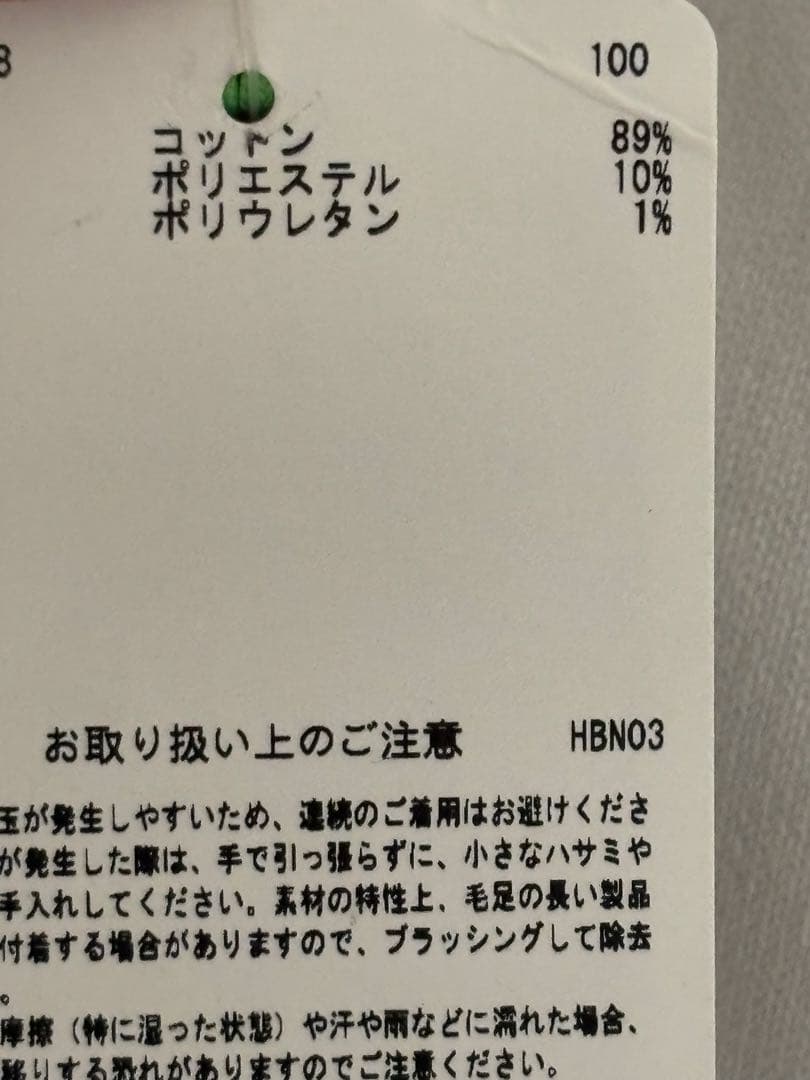 8 100
コットン 89%
ポリエステル 10%
ポリウレタン 1%
お取り扱い上のご注意 HBN03
玉が発生しやすいため、連続のご着用はお避けくださ
が発生した際は、手で引っ張らずに、小さなハサミや
手入れしてください。素材の特性上、毛足の長い製品
付着する場合がありますので、ブラッシングして除去
。
摩擦（特に湿った状態）や汗や雨などに濡れた場合、
移りする恐れがありますのでご注意ください。